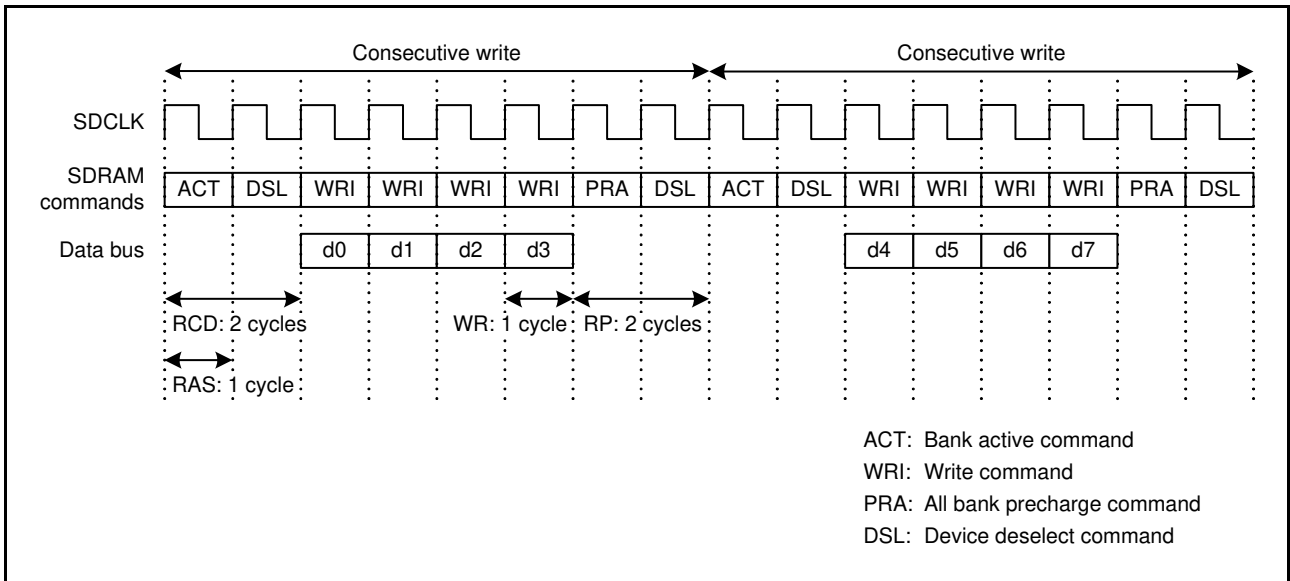 Consecutive write Consecutive write
SDCLK
SDRAM
commands
ACT DSL WRI WRI WRI WRI PRA DSL ACT DSL WRI WRI WRI WRI PRA DSL
Data bus d0 d1 d2 d3 d4 d5 d6 d7
RCD: 2 cycles WR: 1 cycle RP: 2 cycles
RAS: 1 cycle
ACT: Bank active command
WRI: Write command
PRA: All bank precharge command
DSL: Device deselect command